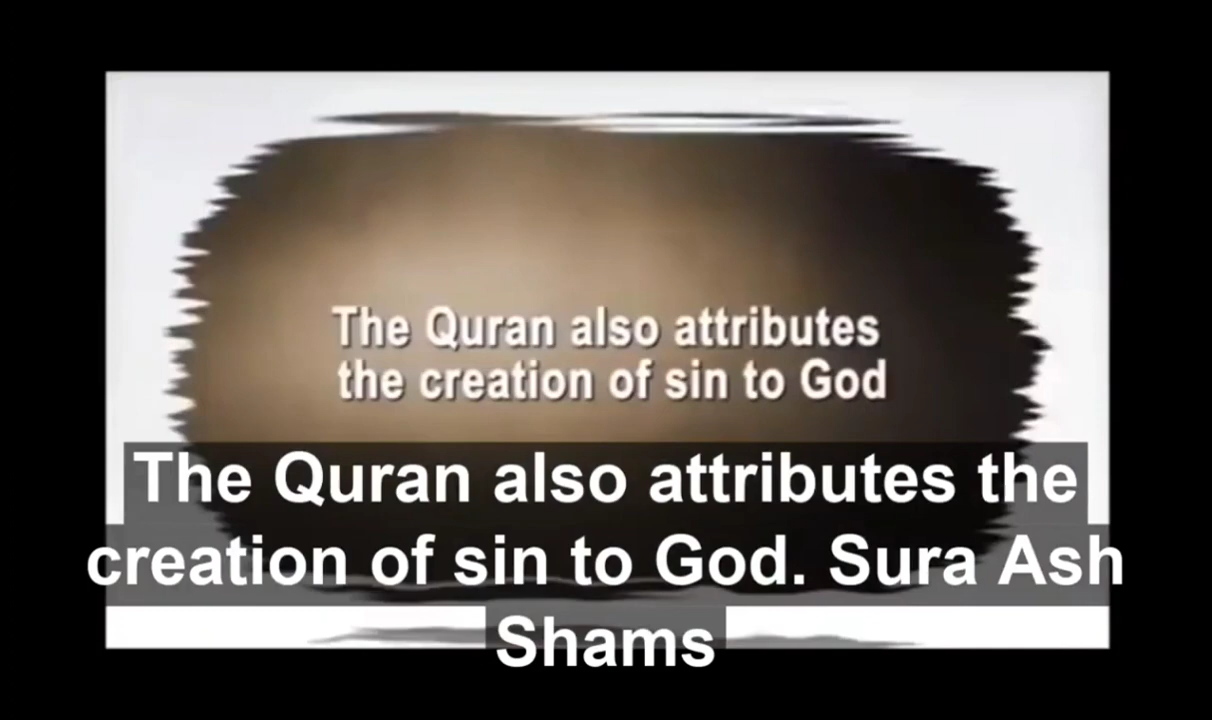 The Quran also attributes
the creation of sin to God
The Quran also attributes the
creation of sin to God. Sura Ash
Shams